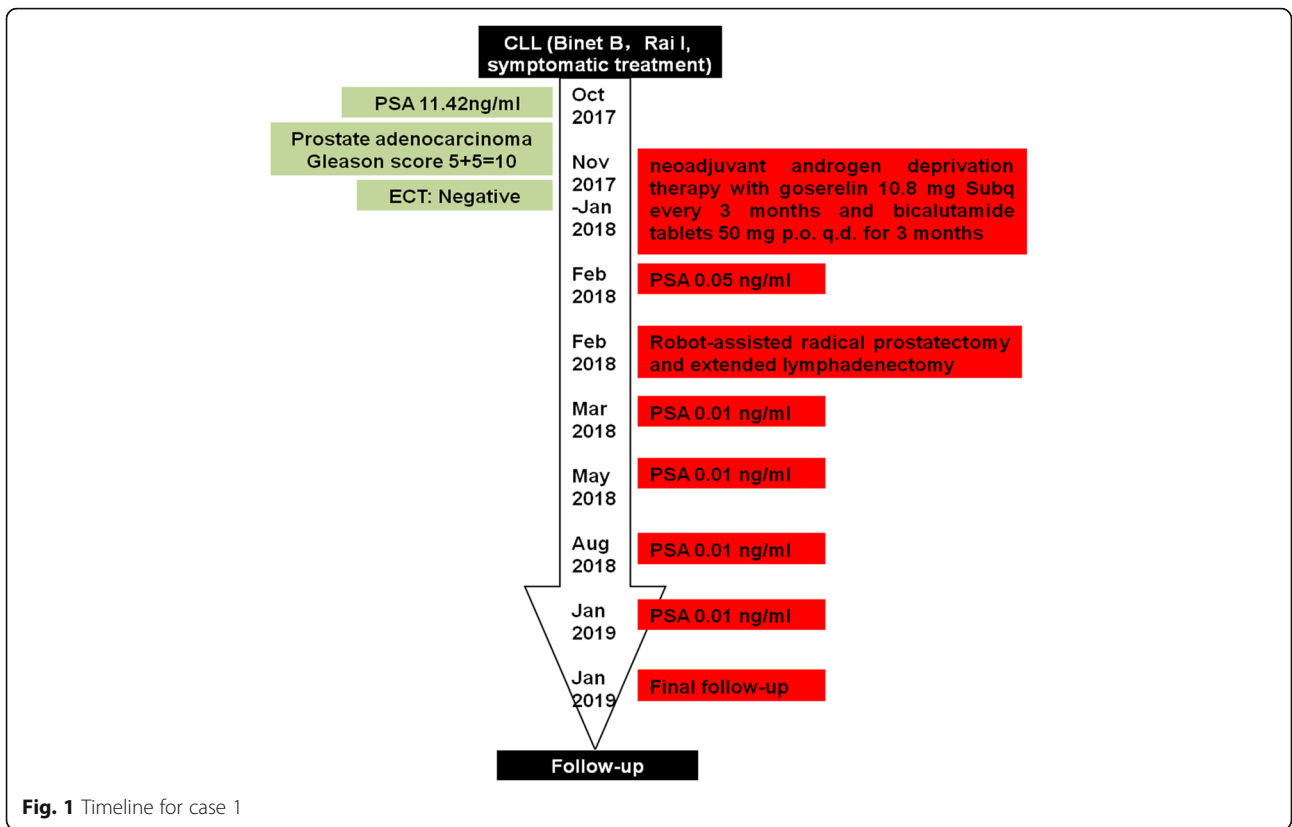 CLL (Binet B，Rai I,
symptomatic treatment)
PSA 11.42ng/ml
Oct
2017
Prostate adenocarcinoma
Gleason score 5+5=10
ECT: Negative
Nov
2017
-Jan
2018
neoadjuvant androgen deprivation
therapy with goserelin 10.8 mg Subq
every 3 months and bicalutamide
tablets 50 mg p.o. q.d. for 3 months
Feb
2018
PSA 0.05 ng/ml
Feb
2018
Robot-assisted radical prostatectomy
and extended lymphadenectomy
Mar
2018
PSA 0.01 ng/ml
May
2018
PSA 0.01 ng/ml
Aug
2018
PSA 0.01 ng/ml
Jan
2019
PSA 0.01 ng/ml
Jan
2019
Final follow-up
Follow-up
Fig. 1 Timeline for case 1